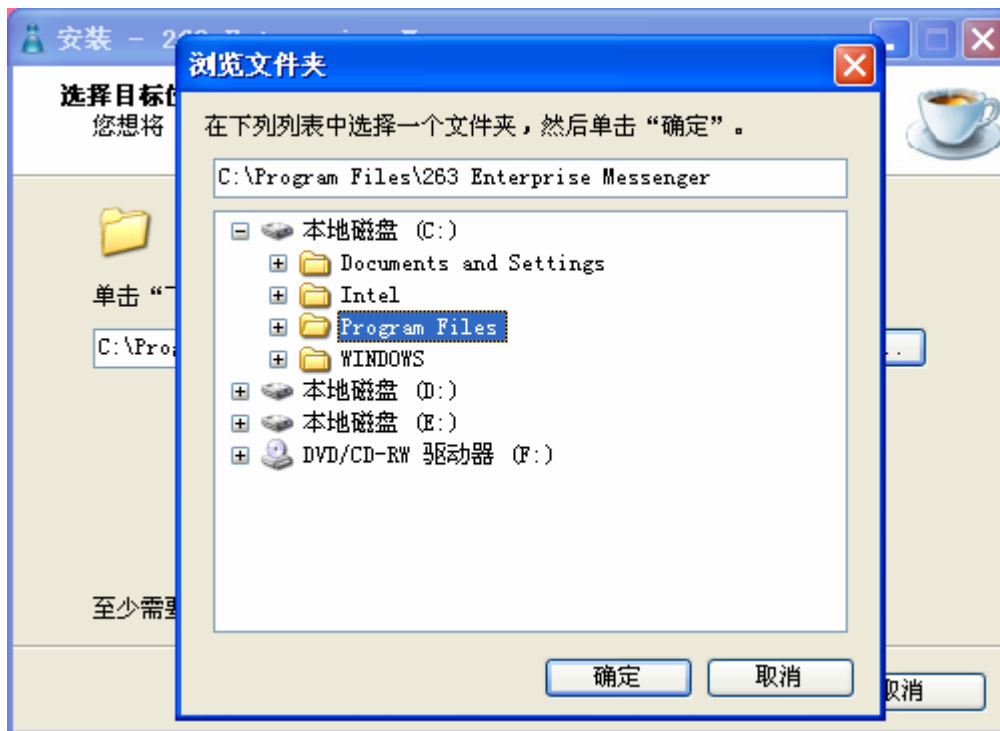 安装 - 2
浏览文件夹
选择目标
您想将
在下列列表中选择一个文件夹，然后单击“确定”。
C:\Program Files\263 Enterprise Messenger
本地磁盘 (C:)
Documents and Settings
Intel
单击“
Program Files
C:\Pro
..
WINDOWS
本地磁盘 (D:)
本地磁盘 (E:)
DVD/CD-RW 驱动器 (F:)
至少需要
确定
取消
取消